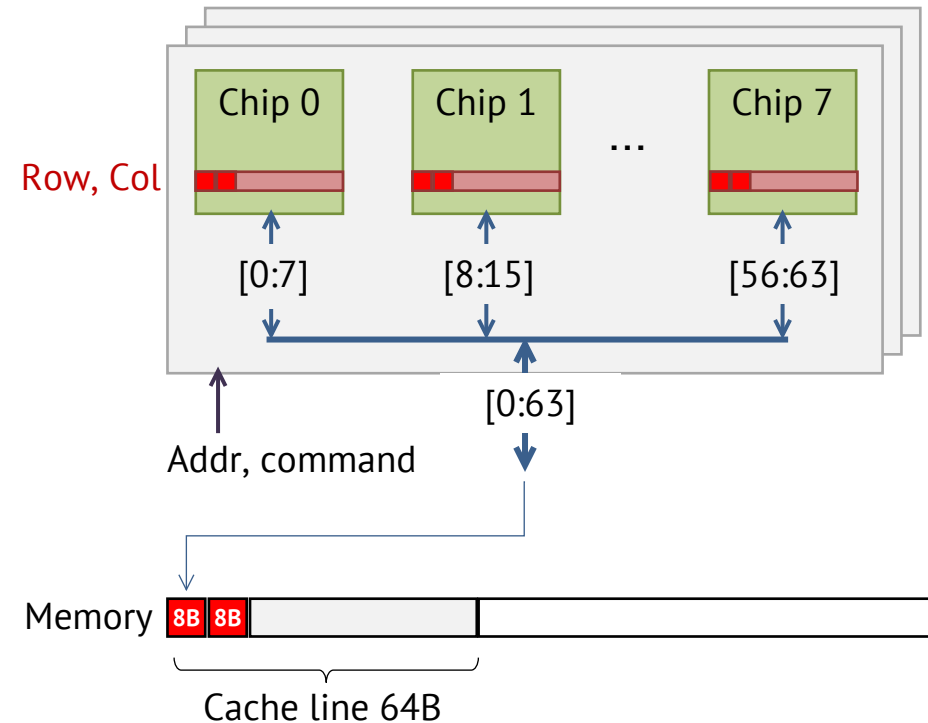 Chip 0 Chip 1 ... Chip 7
Row, Col
[0:7] [8:15] [56:63]
[0:63]
Addr, command
Memory 8B 8B
Cache line 64B